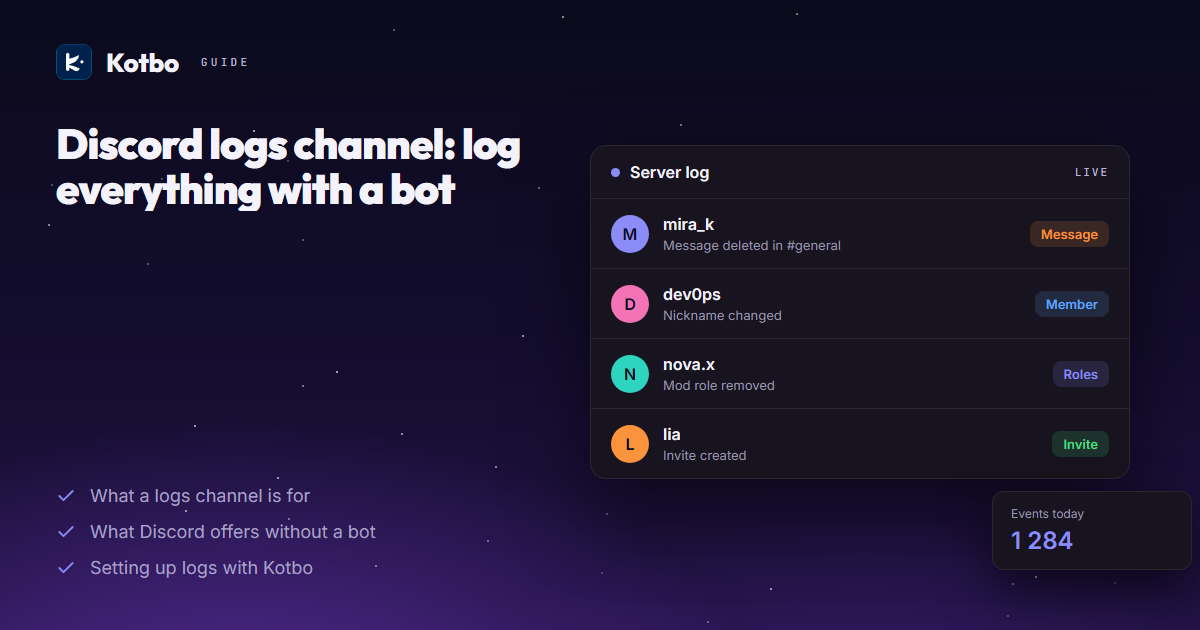 Kotbo GUIDE
Discord logs channel: log
everything with a bot
What a logs channel is for
What Discord offers without a bot
Setting up logs with Kotbo
Server log LIVE
M mira_k
Message deleted in #general
Message
D dev0ps
Nickname changed
Member
N nova.x
Mod role removed
Roles
L lia
Invite created
Invite
Events today
1 284